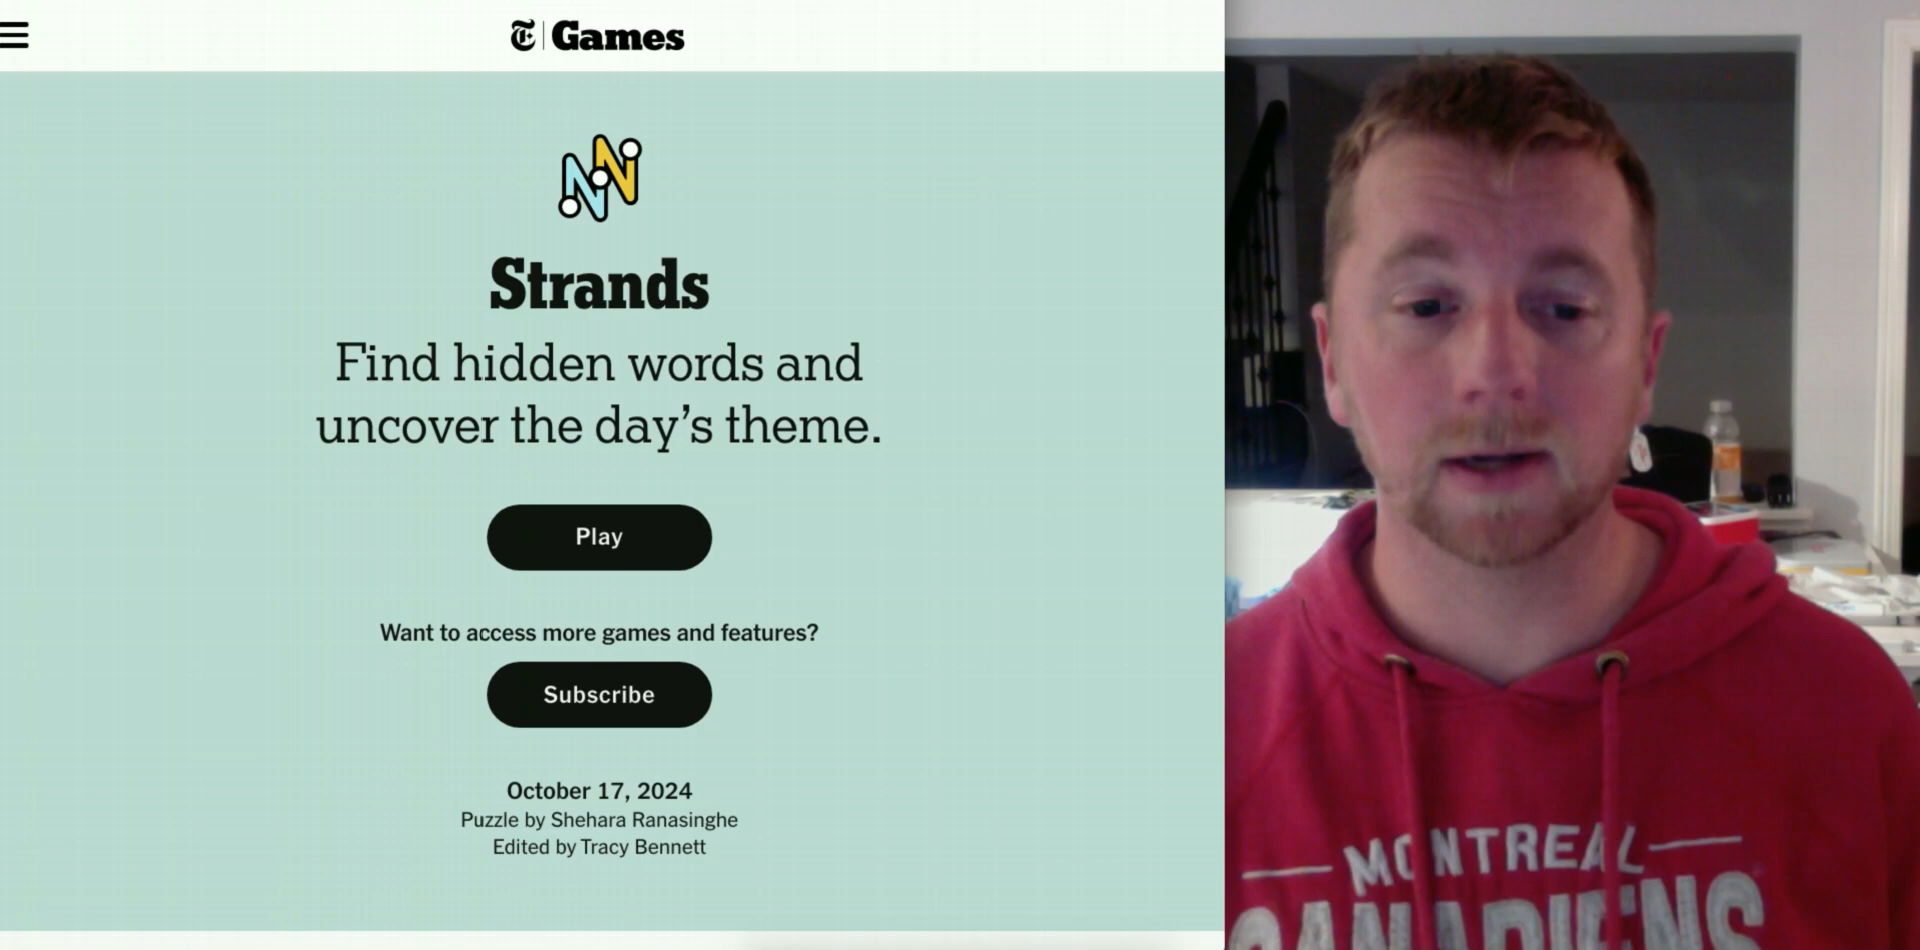 T Games
Strands
Find hidden words and
uncover the day's theme.
Play
Want to access more games and features?
Subscribe
October 17, 2024
Puzzle by Shehara Ranasinghe
Edited by Tracy Bennett
MONTREAL
CANADIENS